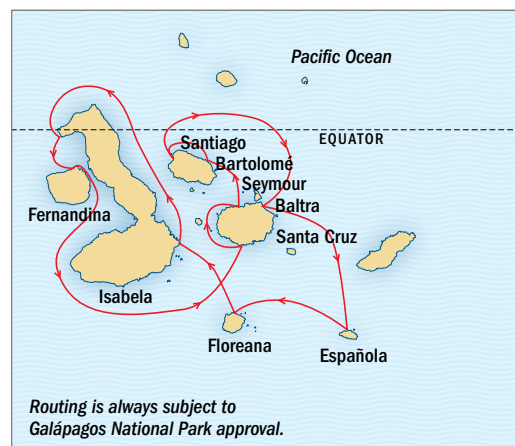 Pacific Ocean
EQUATOR
Santiago
Bartolomé
Seymour
Baltra
Fernandina
Santa Cruz
Isabela
Floreana
Española
Routing is always subject to
Galápagos National Park approval.